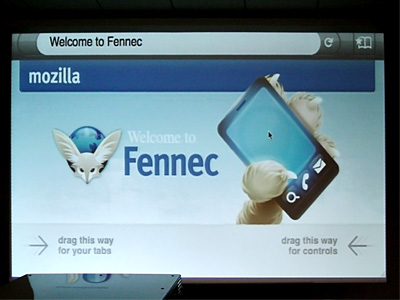 Welcome to Fennec
mozilla
Welcome to
Fennec
drag this way
for your tabs
drag this way
for controls